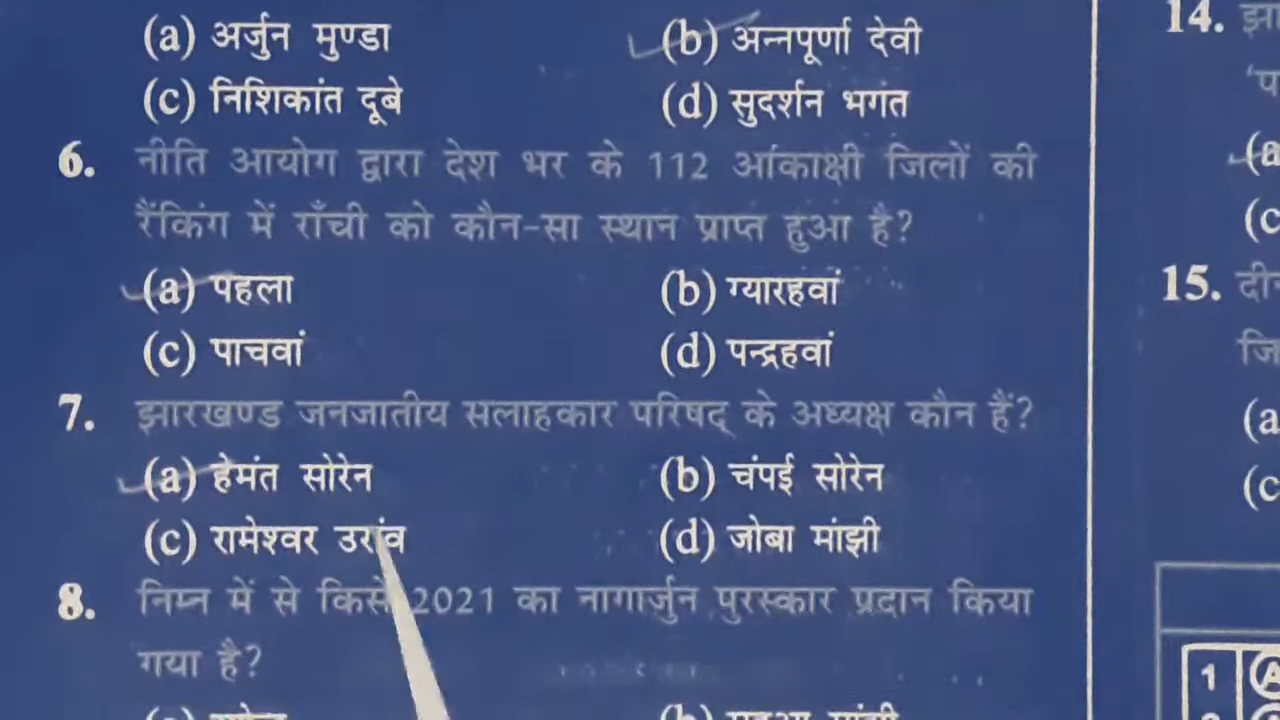 (a) अर्जुन मुण्डा (b) अन्नपूर्णा देवी
(c) निशिकांत दूबे (d) सुदर्शन भगत
6. नीति आयोग द्वारा देश भर के 112 आंकाक्षी जिलों की
रैंकिंग में राँची को कौन-सा स्थान प्राप्त हुआ है?
(a) पहला (b) ग्यारहवां
(c) पाचवां (d) पन्द्रहवां
7. झारखण्ड जनजातीय सलाहकार परिषद् के अध्यक्ष कौन हैं?
(a) हेमंत सोरेन (b) चंपई सोरेन
(c) रामेश्वर उरांव (d) जोबा मांझी
8. निम्न में से किसे 2021 का नागार्जुन पुरस्कार प्रदान किया
गया है?
14.
(a
(c
15.
(a
(c
1 A